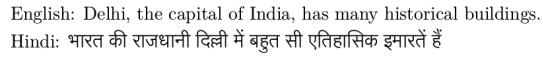 English: Delhi, the capital of India, has many historical buildings.
Hindi: भारत की राजधानी दिल्ली में बहुत सी एतिहासिक इमारतें हैं